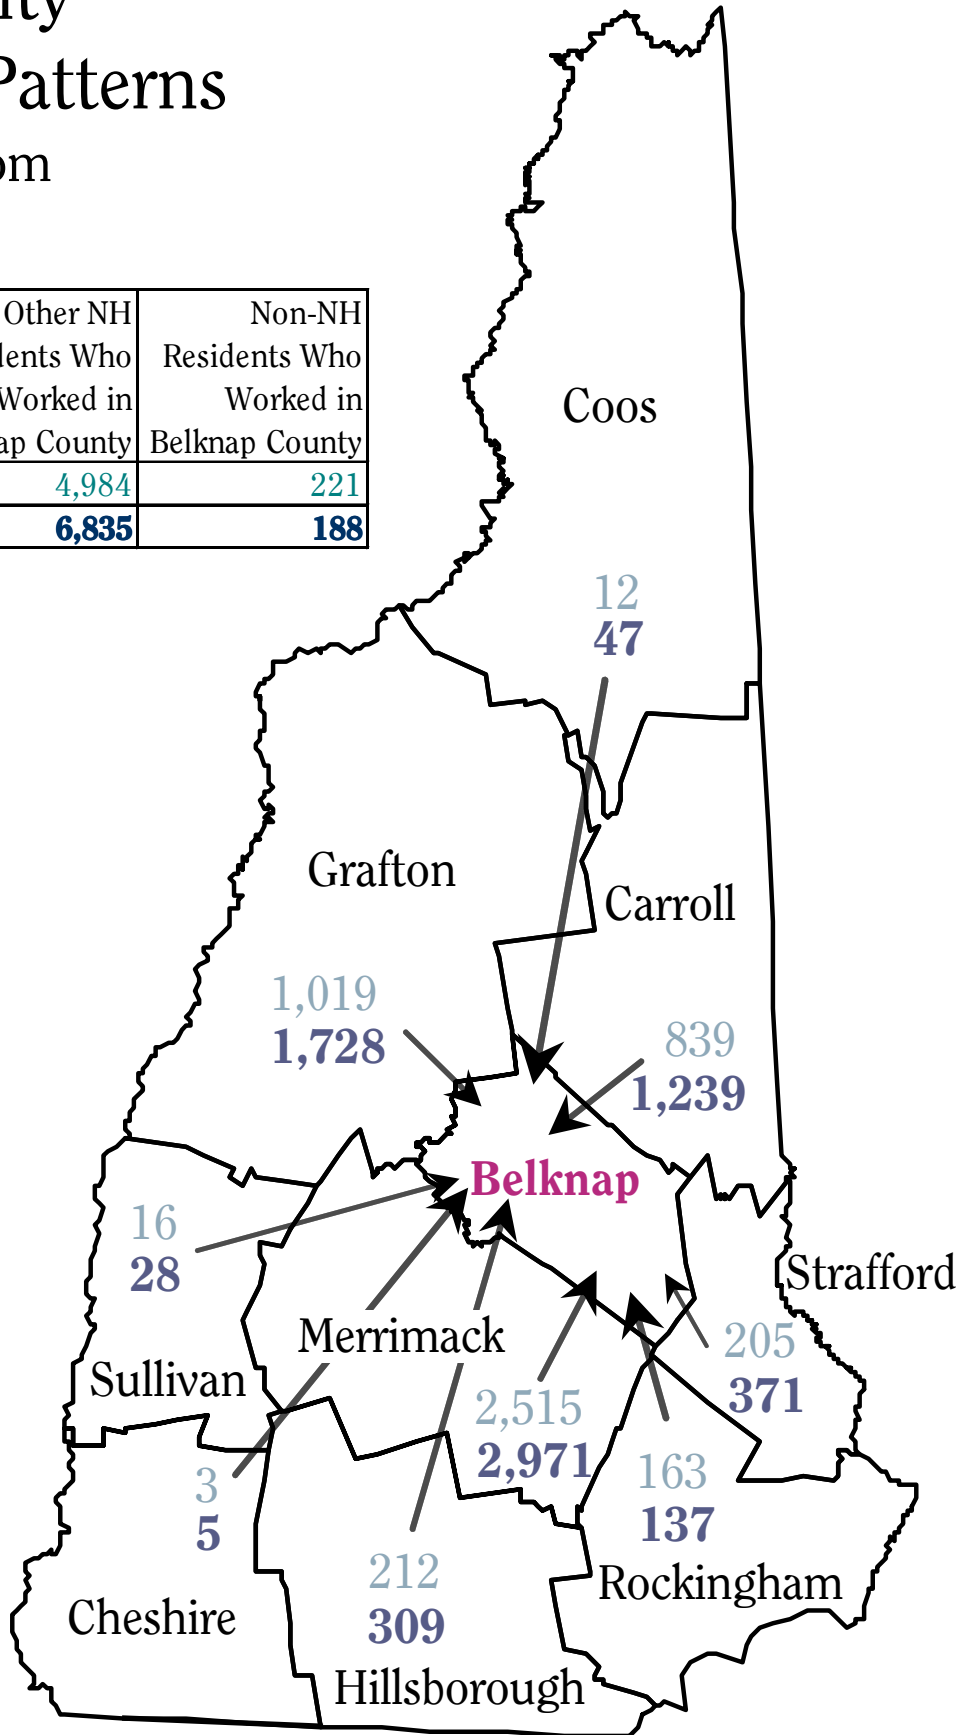 Patterns
Other NH
Who
Worked in
County
Non-NH
Residents Who
Worked in
Belknap County
4,984
221
6,835
188
Coos
12
47
Grafton
Carroll
1,019
1,728
839
1,239
Belknap
16
28
Strafford
Merrimack
205
371
Sullivan
2,515
2,971
3
5
163
137
212
309
Rockingham
Cheshire
Hillsborough